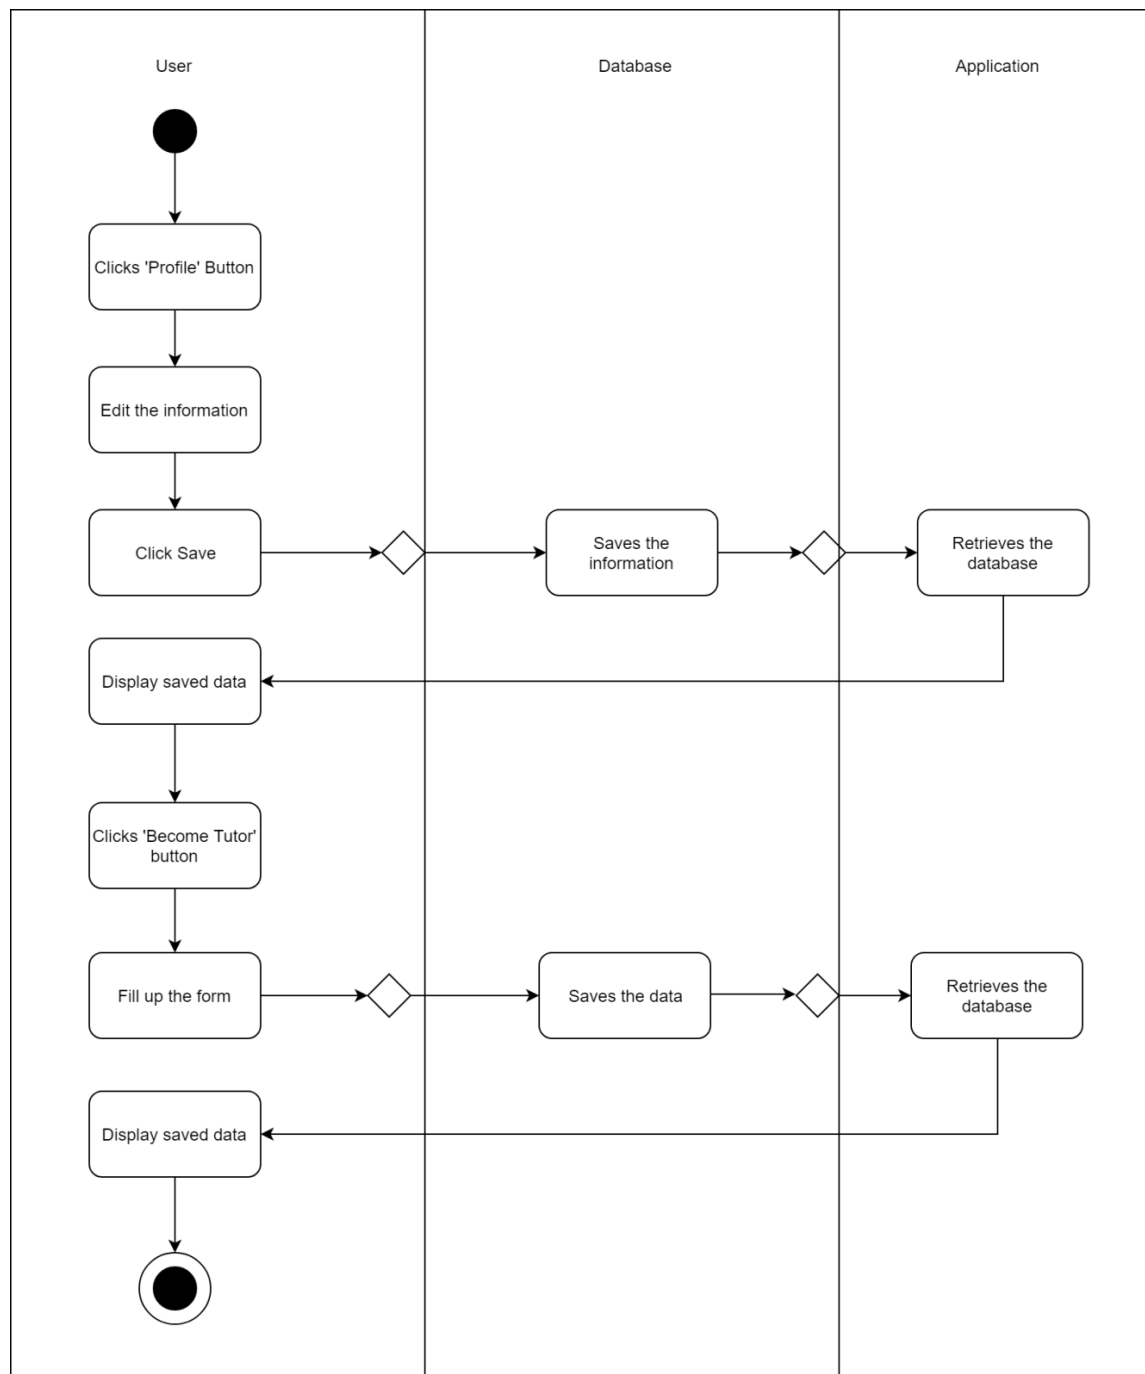 User
Database
Application
Clicks 'Profile' Button
Edit the information
Click Save
Saves the
information
Retrieves the
database
Display saved data
Clicks 'Become Tutor'
button
Fill up the form
Saves the data
Retrieves the
database
Display saved data